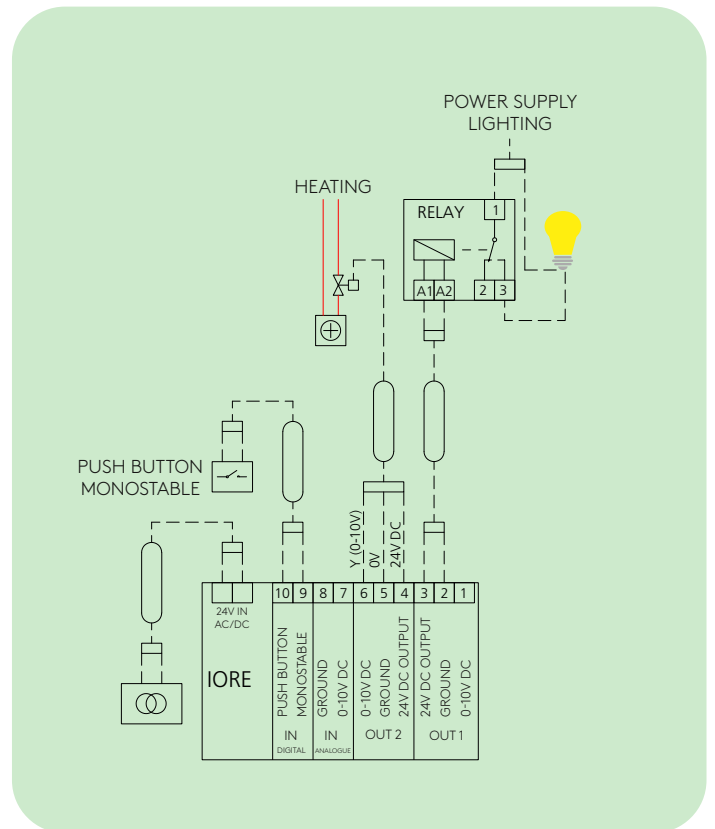 POWER SUPPLY
LIGHTING
HEATING
RELAY
1
A1 A2 2 3
PUSH BUTTON
MONOSTABLE
Y (0-10V)
0V
24V DC
24V IN
AC/DC
IORE
10 9 8 7 6 5 4 3 2 1
PUSH BUTTON
MONOSTABLE
GROUND
0-10V DC
0-10V DC
GROUND
24V DC OUTPUT
24V DC OUTPUT
GROUND
0-10V DC
IN
DIGITAL
IN
ANALOGUE
OUT 2
OUT 1